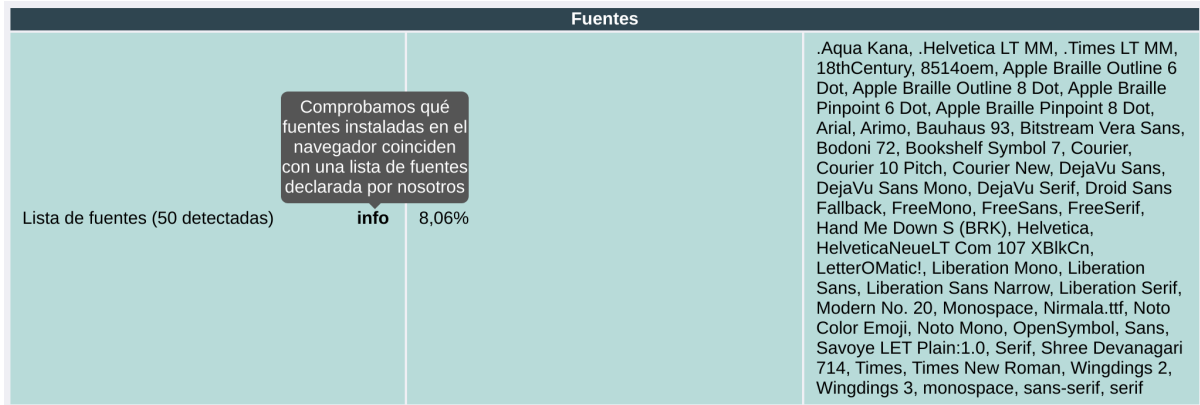 Fuentes
Comprobamos qué
fuentes instaladas en el
navegador coinciden
con una lista de fuentes
declarada por nosotros
Lista de fuentes (50 detectadas)
info
8,06%
.Aqua Kana, .Helvetica LT MM, .Times LT MM,
18thCentury, 8514oem, Apple Braille Outline 6
Dot, Apple Braille Outline 8 Dot, Apple Braille
Pinpoint 6 Dot, Apple Braille Pinpoint 8 Dot,
Arial, Arimo, Bauhaus 93, Bitstream Vera Sans,
Bodoni 72, Bookshelf Symbol 7, Courier,
Courier 10 Pitch, Courier New, DejaVu Sans,
DejaVu Sans Mono, DejaVu Serif, Droid Sans
Fallback, FreeMono, FreeSans, FreeSerif,
Hand Me Down S (BRK), Helvetica,
HelveticaNeueLT Com 107 XBlkCn,
LetterOMatic!, Liberation Mono, Liberation
Sans, Liberation Sans Narrow, Liberation Serif,
Modern No. 20, Monospace, Nirmala.ttf, Noto
Color Emoji, Noto Mono, OpenSymbol, Sans,
Savoye LET Plain:1.0, Serif, Shree Devanagari
714, Times, Times New Roman, Wingdings 2,
Wingdings 3, monospace, sans-serif, serif